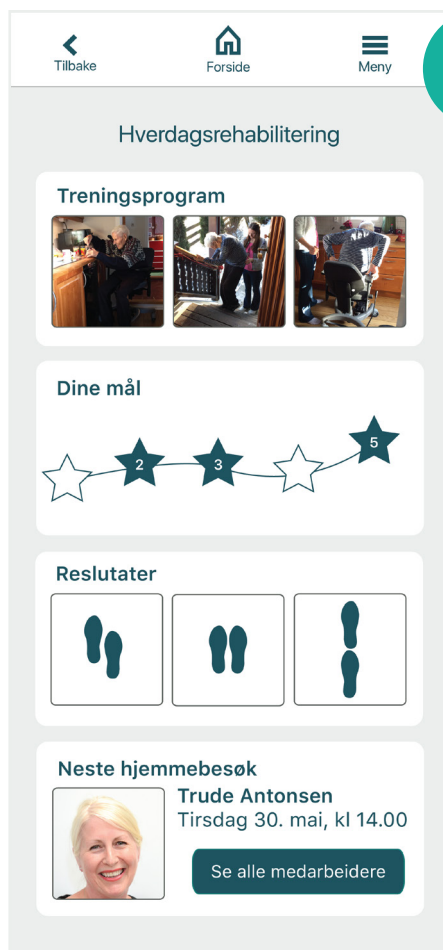 Tilbake
Forside
Meny
Hverdagsrehabilitering
Treningsprogram
Dine mål
2
3
5
Reslutater
Neste hjemmebesøk
Trude Antonsen
Tirsdag 30. mai, kl 14.00
Se alle medarbeidere